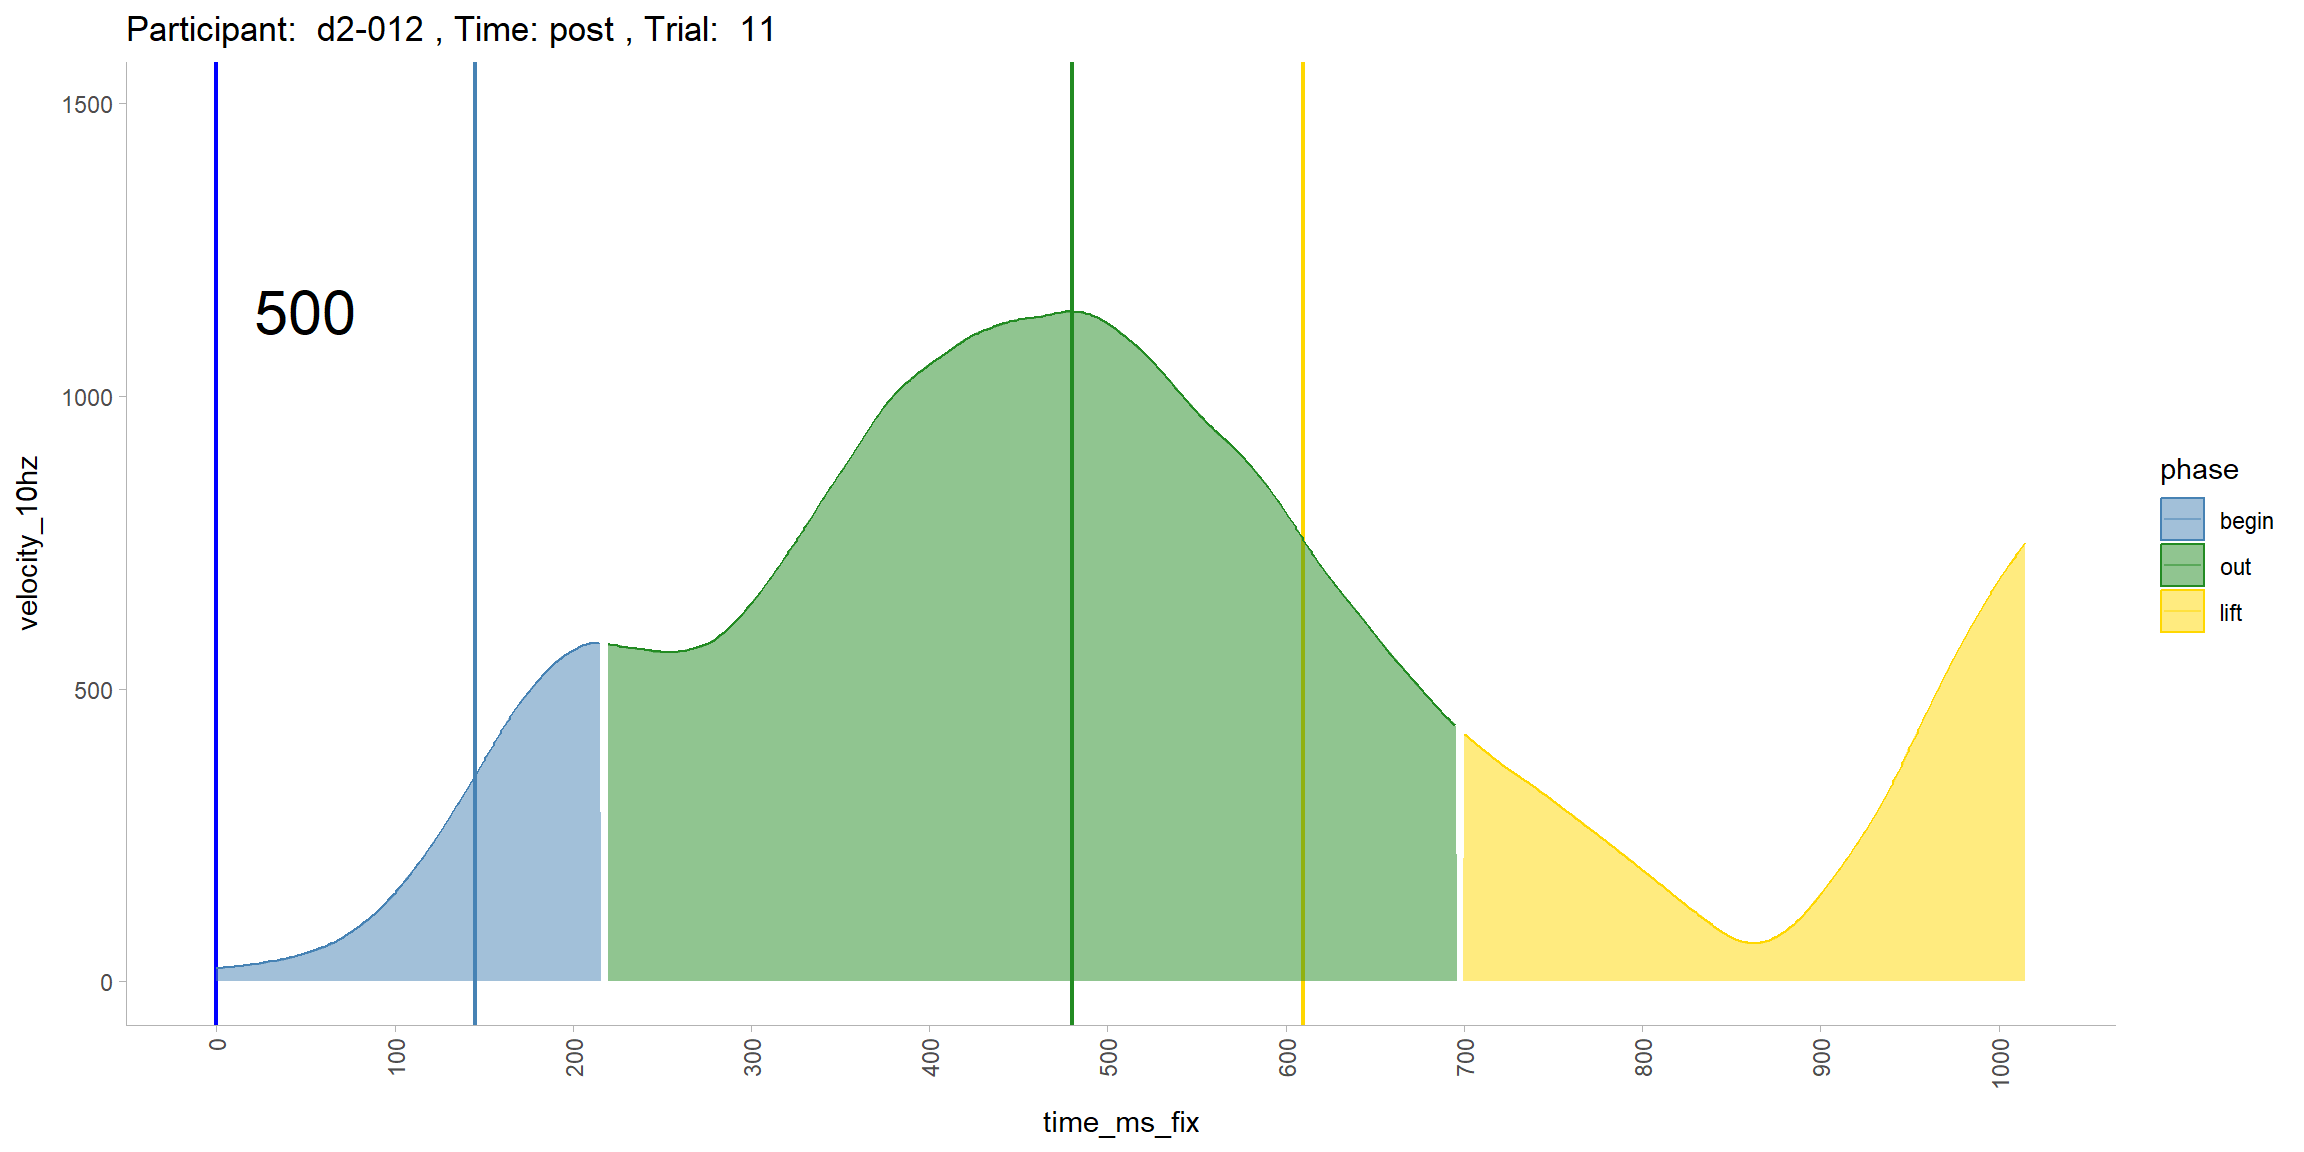 Participant:  d2-012 , Time: post , Trial:  11
1500
1000
500
0
velocity_10hz
500
0
100
200
300
400
500
600
700
800
900
1000
time_ms_fix
phase
begin
out
lift